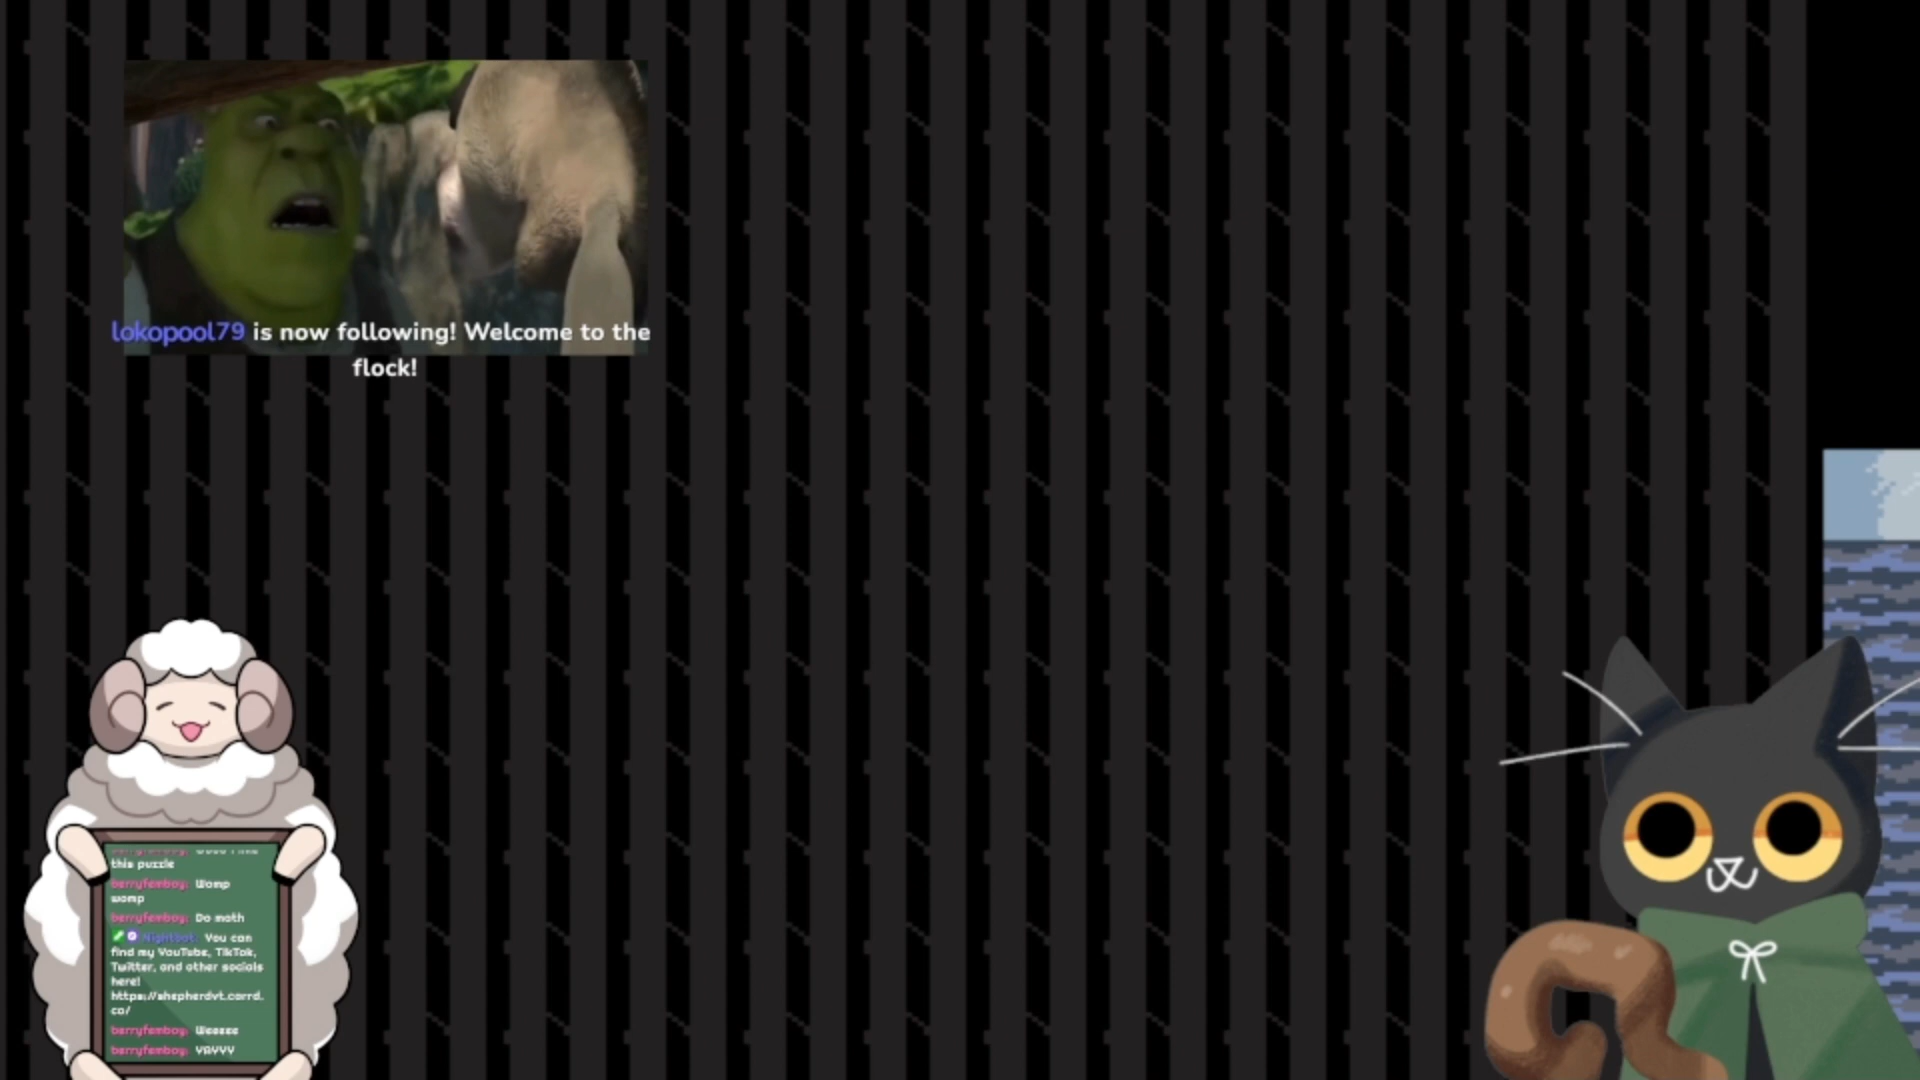 lokopool79 is now following! Welcome to the
flock!
this puzzle
berryfemboy: Womp
womp
berryfemboy: Do math
Nightbot: You can
find my YouTube, TikTok,
Twitter, and other socials
here!
https://shepherdvt.carrd.
co/
berryfemboy: Weeeee
berryfemboy: YAYYY